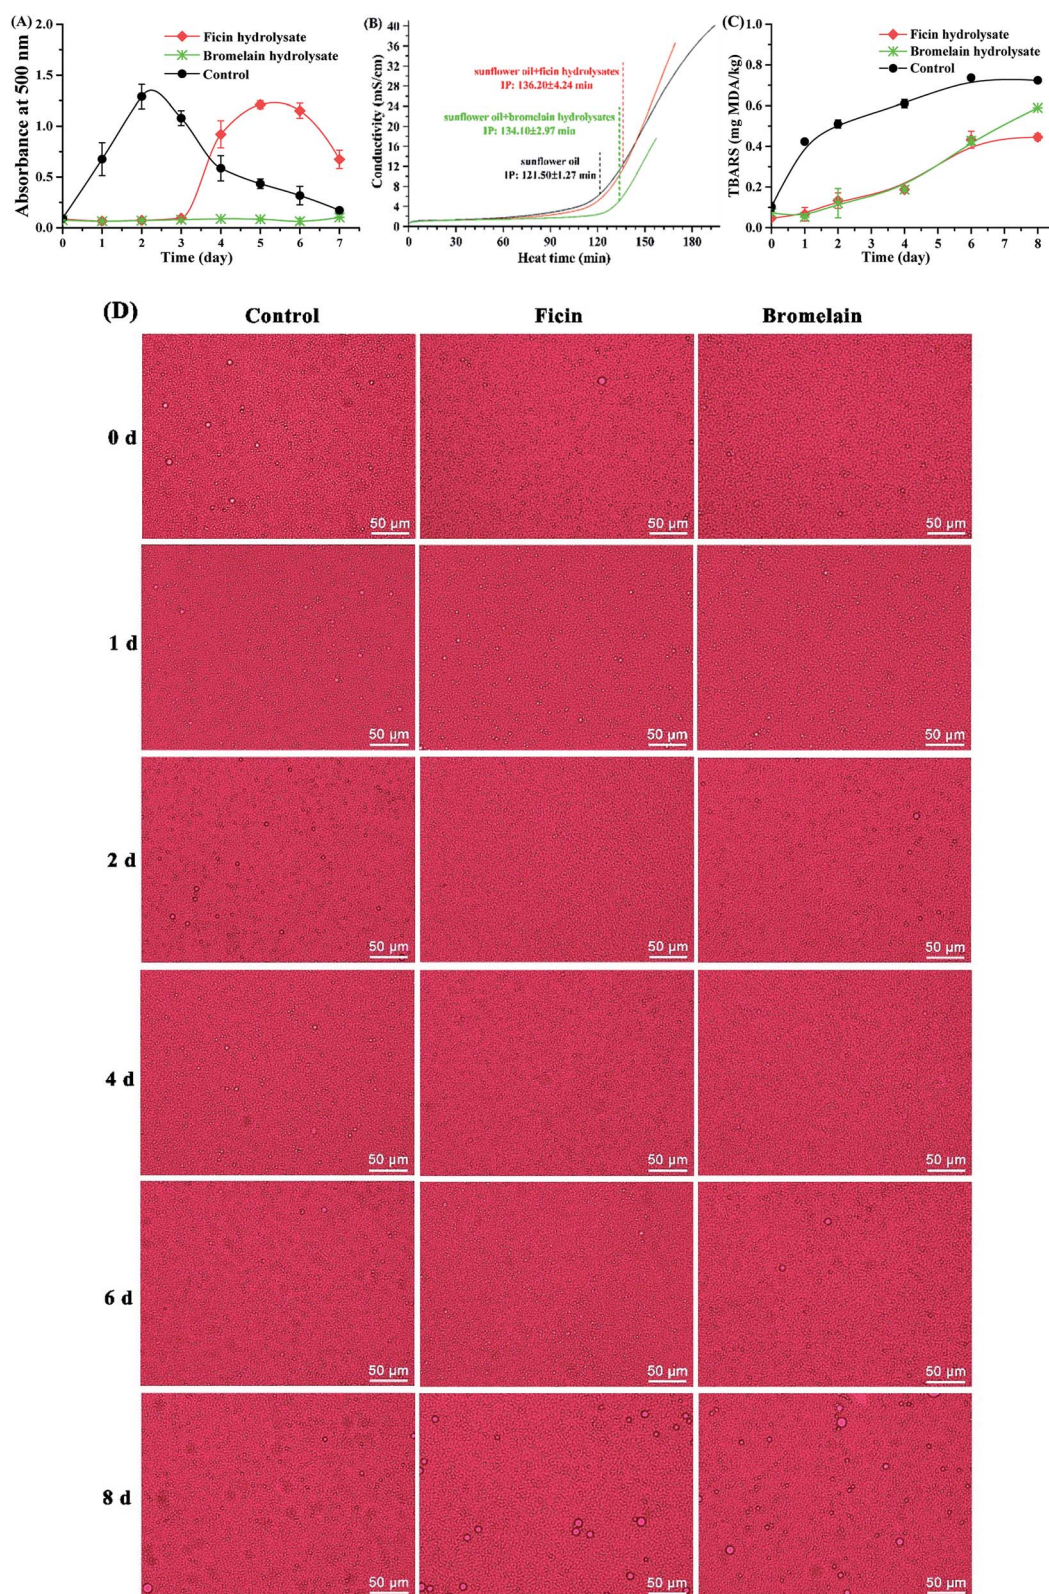 (A)
Absorbance at 500 nm
2.0
1.5
1.0
0.5
0.0
Ficin hydrolysate
Bromelain hydrolysate
Control
0 1 2 3 4 5 6 7
Time (day)
(B)
Conductivity (mS/cm)
40
36
32
28
24
20
16
12
8
4
0
sunflower oil+ficin hydrolysates
IP: 136.20±4.24 min
sunflower oil+bromelain hydrolysates
IP: 134.10±2.97 min
sunflower oil
IP: 121.50±1.27 min
0 30 60 90 120 150 180
Heat time (min)
(C)
TBARS (mg MDA/kg)
0.8
0.6
0.4
0.2
0.0
Ficin hydrolysate
Bromelain hydrolysate
Control
0 1 2 3 4 5 6 7 8
Time (day)
(D)
Control Ficin Bromelain
0 d
50 µm 50 µm 50 µm
1 d
50 µm 50 µm 50 µm
2 d
50 µm 50 µm 50 µm
4 d
50 µm 50 µm 50 µm
6 d
50 µm 50 µm 50 µm
8 d
50 µm 50 µm 50 µm